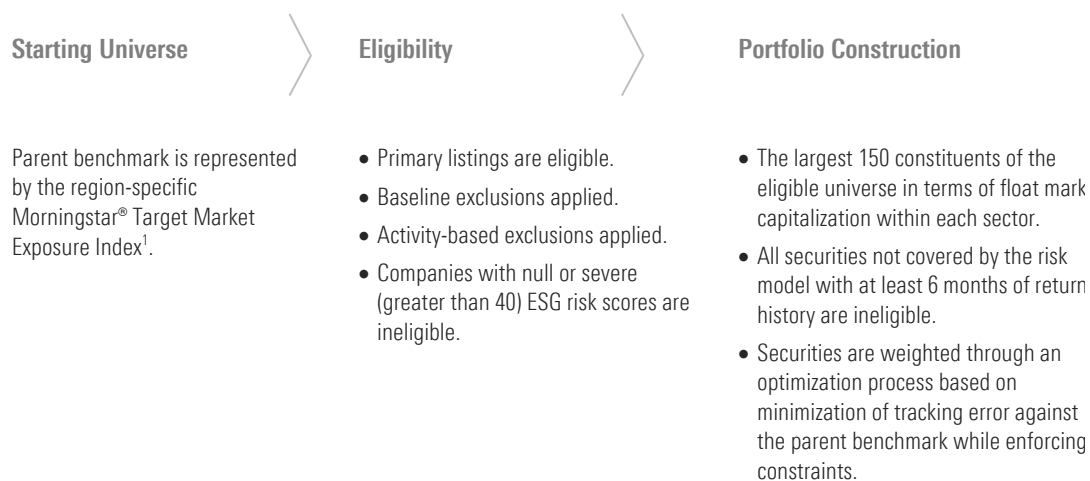 Starting Universe
Eligibility
Portfolio Construction
Parent benchmark is represented
by the region-specific
Morningstar® Target Market
Exposure Index¹.
• Primary listings are eligible.
• Baseline exclusions applied.
• Activity-based exclusions applied.
• Companies with null or severe
(greater than 40) ESG risk scores are
ineligible.
• The largest 150 constituents of the
eligible universe in terms of float mark
capitalization within each sector.
• All securities not covered by the risk
model with at least 6 months of return
history are ineligible.
• Securities are weighted through an
optimization process based on
minimization of tracking error against
the parent benchmark while enforcing
constraints.